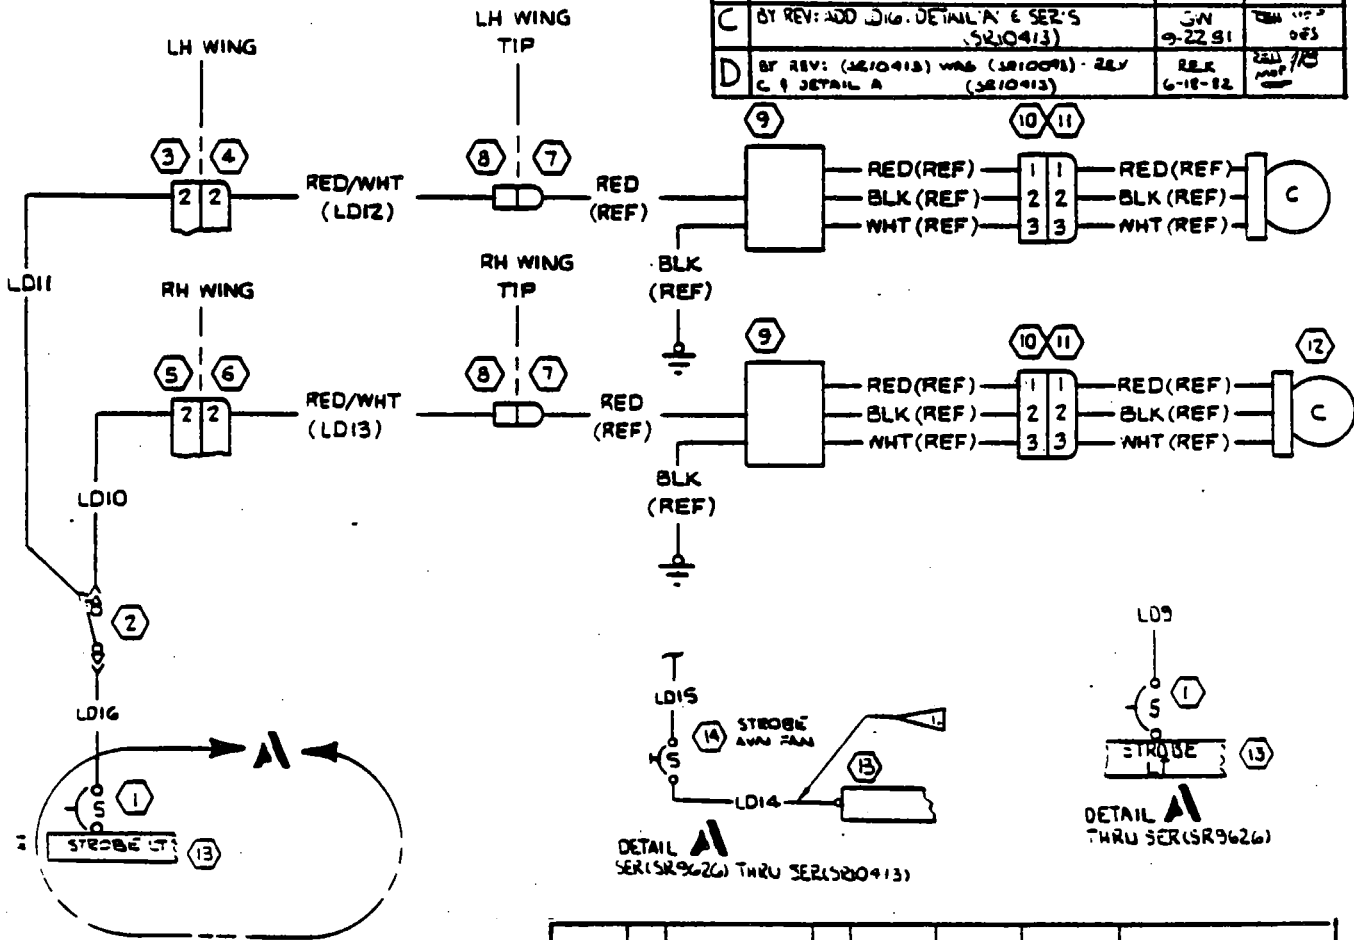 C BY REV: ADD LD16, DETAIL 'A' & SER'S
(SR10413)
9-22-81
D BY REV: (SR10413) WAS (SR10093) - REV
C & DETAIL A (SR10413)
6-18-82
LH WING
LH WING
TIP
9
10 11
3 4
8 7
2 2
RED/WHT
(LD12)
RED
(REF)
RED (REF) 1 1 RED (REF)
BLK (REF) 2 2 BLK (REF)
WHT (REF) 3 3 WHT (REF)
C
LD11
BLK
(REF)
RH WING
RH WING
TIP
9
10 11
12
5 6
8 7
2 2
RED/WHT
(LD13)
RED
(REF)
RED (REF) 1 1 RED (REF)
BLK (REF) 2 2 BLK (REF)
WHT (REF) 3 3 WHT (REF)
C
LD10
BLK
(REF)
2
LD16
A
S
1
STROBE LT
13
LD15
14
STROBE
AVN FAN
S
1
13
LD14
DETAIL A
SER (SR9626) THRU SER (SR10413)
LD9
1
S
STROBE
13
DETAIL A
THRU SER (SR9626)